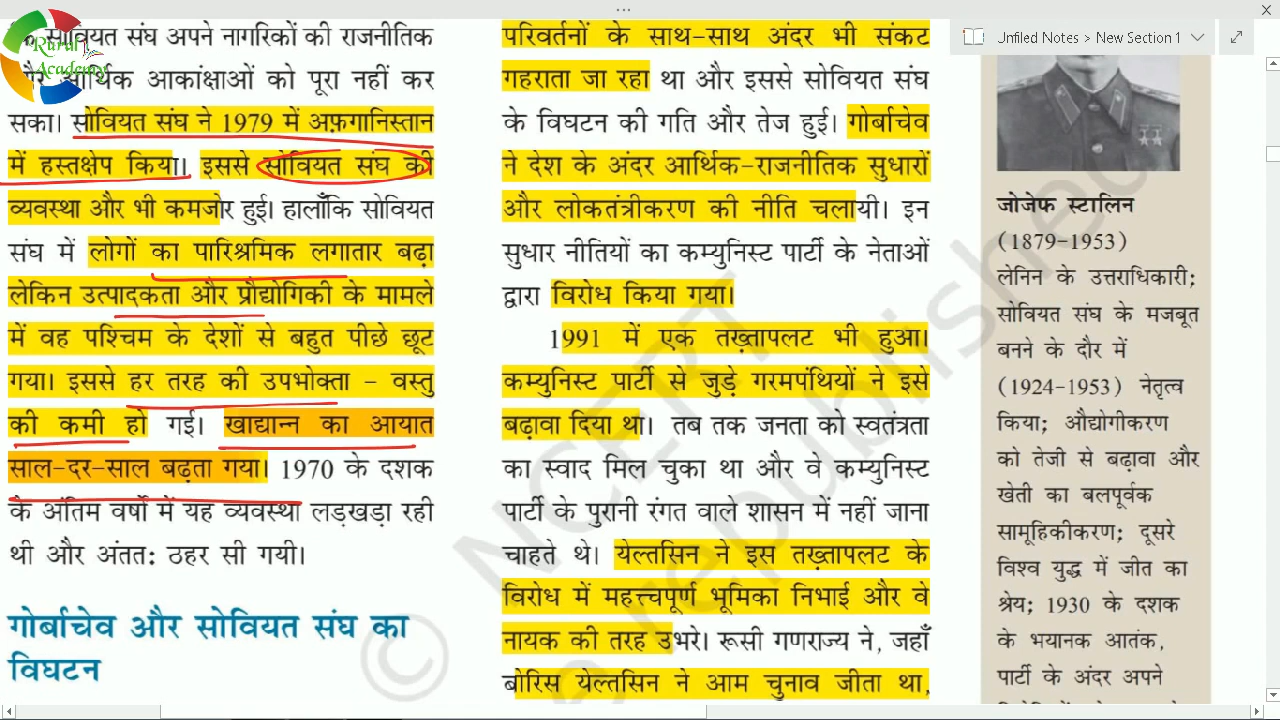 Rural
Academy
सोवियत संघ अपने नागरिकों की राजनीतिक
आर्थिक आकांक्षाओं को पूरा नहीं कर
सका। सोवियत संघ ने 1979 में अफ़गानिस्तान
में हस्तक्षेप किया। इससे सोवियत संघ की
व्यवस्था और भी कमजोर हुई। हालाँकि सोवियत
संघ में लोगों का पारिश्रमिक लगातार बढ़ा
लेकिन उत्पादकता और प्रौद्योगिकी के मामले
में वह पश्चिम के देशों से बहुत पीछे छूट
गया। इससे हर तरह की उपभोक्ता - वस्तु
की कमी हो गई। खाद्यान्न का आयात
साल-दर-साल बढ़ता गया। 1970 के दशक
के अंतिम वर्षों में यह व्यवस्था लड़खड़ा रही
थी और अंतत: ठहर सी गयी।
गोर्बाचेव और सोवियत संघ का
विघटन
परिवर्तनों के साथ-साथ अंदर भी संकट
गहराता जा रहा था और इससे सोवियत संघ
के विघटन की गति और तेज हुई। गोर्बाचेव
ने देश के अंदर आर्थिक-राजनीतिक सुधारों
और लोकतंत्रीकरण की नीति चलायी। इन
सुधार नीतियों का कम्युनिस्ट पार्टी के नेताओं
द्वारा विरोध किया गया।
1991 में एक तख़्तापलट भी हुआ।
कम्युनिस्ट पार्टी से जुड़े गरमपंथियों ने इसे
बढ़ावा दिया था। तब तक जनता को स्वतंत्रता
का स्वाद मिल चुका था और वे कम्युनिस्ट
पार्टी के पुरानी रंगत वाले शासन में नहीं जाना
चाहते थे। येल्तसिन ने इस तख़्तापलट के
विरोध में महत्त्वपूर्ण भूमिका निभाई और वे
नायक की तरह उभरे। रूसी गणराज्य ने, जहाँ
बोरिस येल्तसिन ने आम चुनाव जीता था,
Jnfiled Notes > New Section 1
जोजेफ स्टालिन
(1879-1953)
लेनिन के उत्तराधिकारी;
सोवियत संघ के मजबूत
बनने के दौर में
(1924-1953) नेतृत्व
किया; औद्योगीकरण
को तेजी से बढ़ावा और
खेती का बलपूर्वक
सामूहिकीकरण; दूसरे
विश्व युद्ध में जीत का
श्रेय; 1930 के दशक
के भयानक आतंक,
पार्टी के अंदर अपने
© NCERT
republished